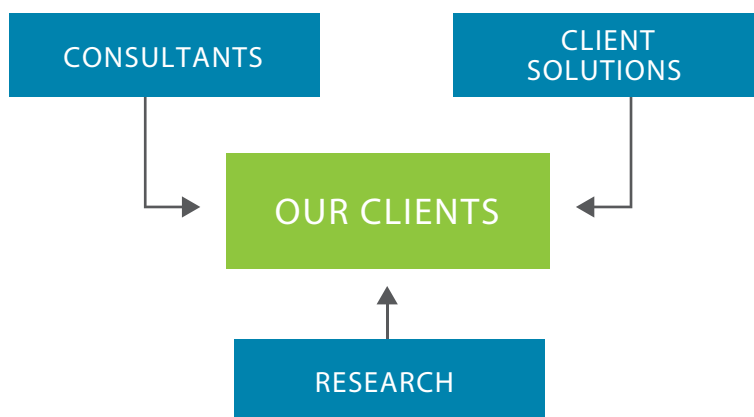 CONSULTANTS
CLIENT
SOLUTIONS
OUR CLIENTS
RESEARCH